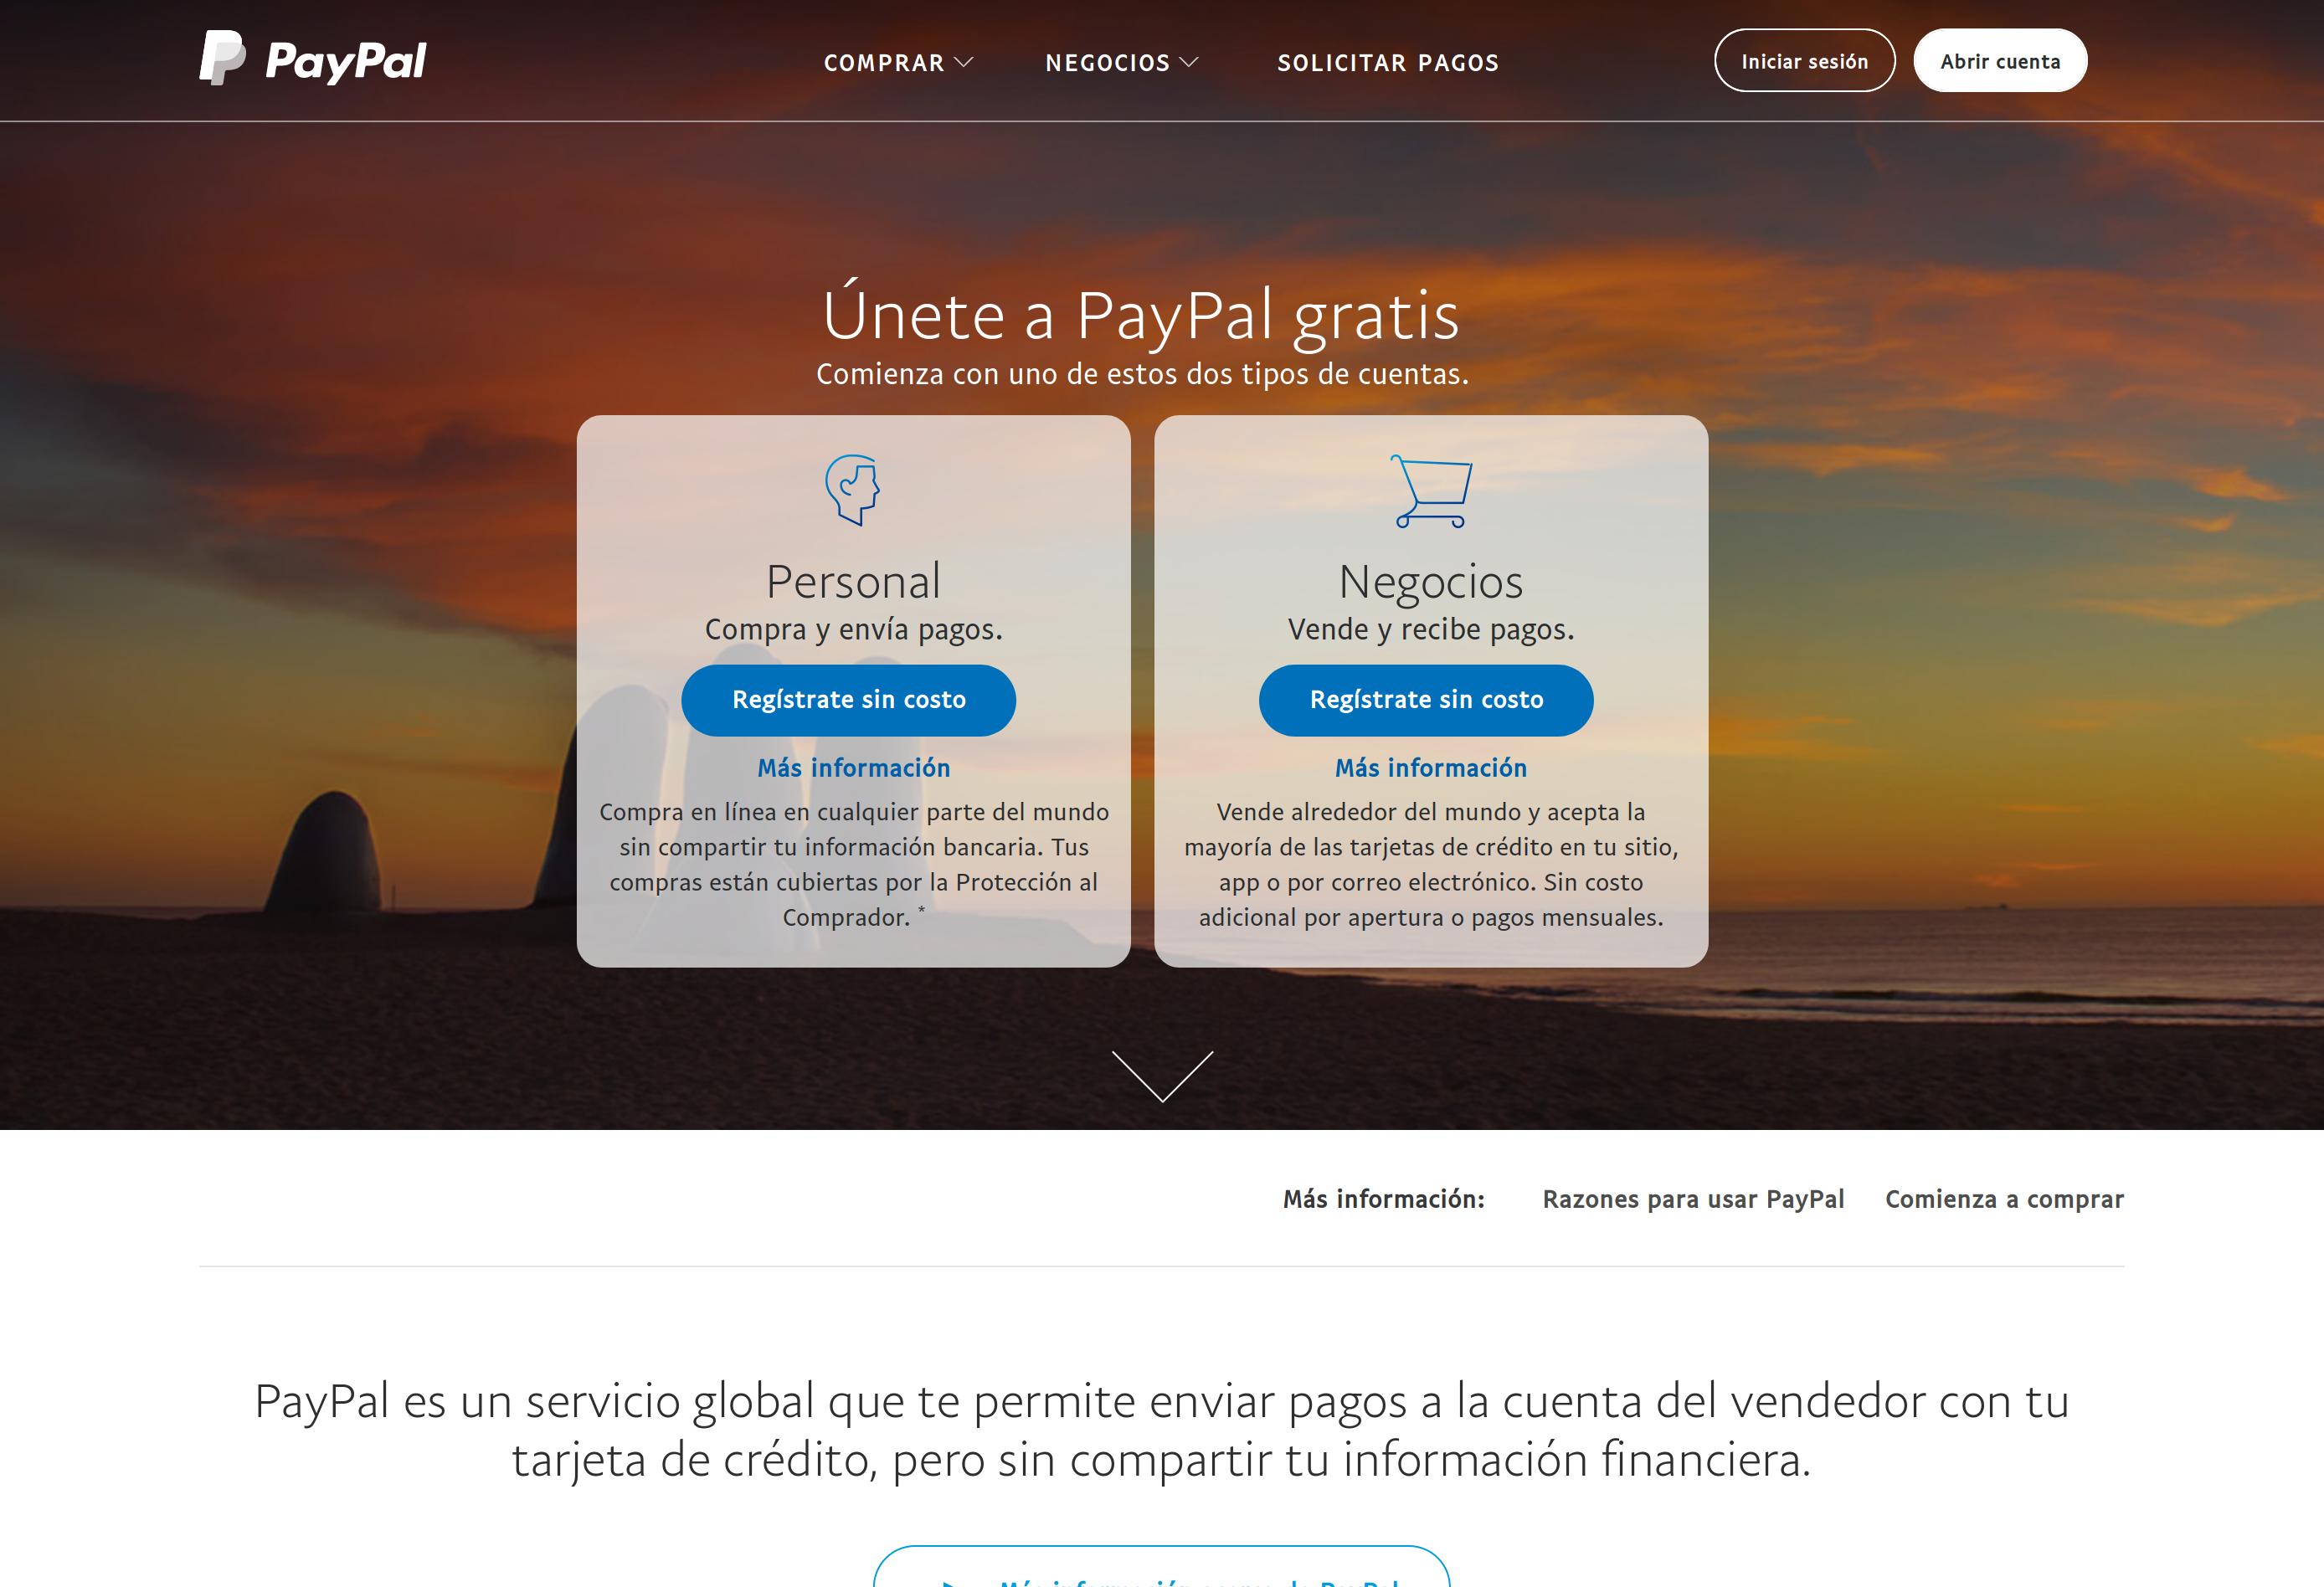 PayPal
COMPRAR
NEGOCIOS
SOLICITAR PAGOS
Iniciar sesión
Abrir cuenta
Únete a PayPal gratis
Comienza con uno de estos dos tipos de cuentas.
Personal
Compra y envía pagos.
Regístrate sin costo
Más información
Compra en línea en cualquier parte del mundo
sin compartir tu información bancaria. Tus
compras están cubiertas por la Protección al
Comprador. *
Negocios
Vende y recibe pagos.
Regístrate sin costo
Más información
Vende alrededor del mundo y acepta la
mayoría de las tarjetas de crédito en tu sitio,
app o por correo electrónico. Sin costo
adicional por apertura o pagos mensuales.
Más información:
Razones para usar PayPal
Comienza a comprar
PayPal es un servicio global que te permite enviar pagos a la cuenta del vendedor con tu
tarjeta de crédito, pero sin compartir tu información financiera.
Más información acerca de PayPal